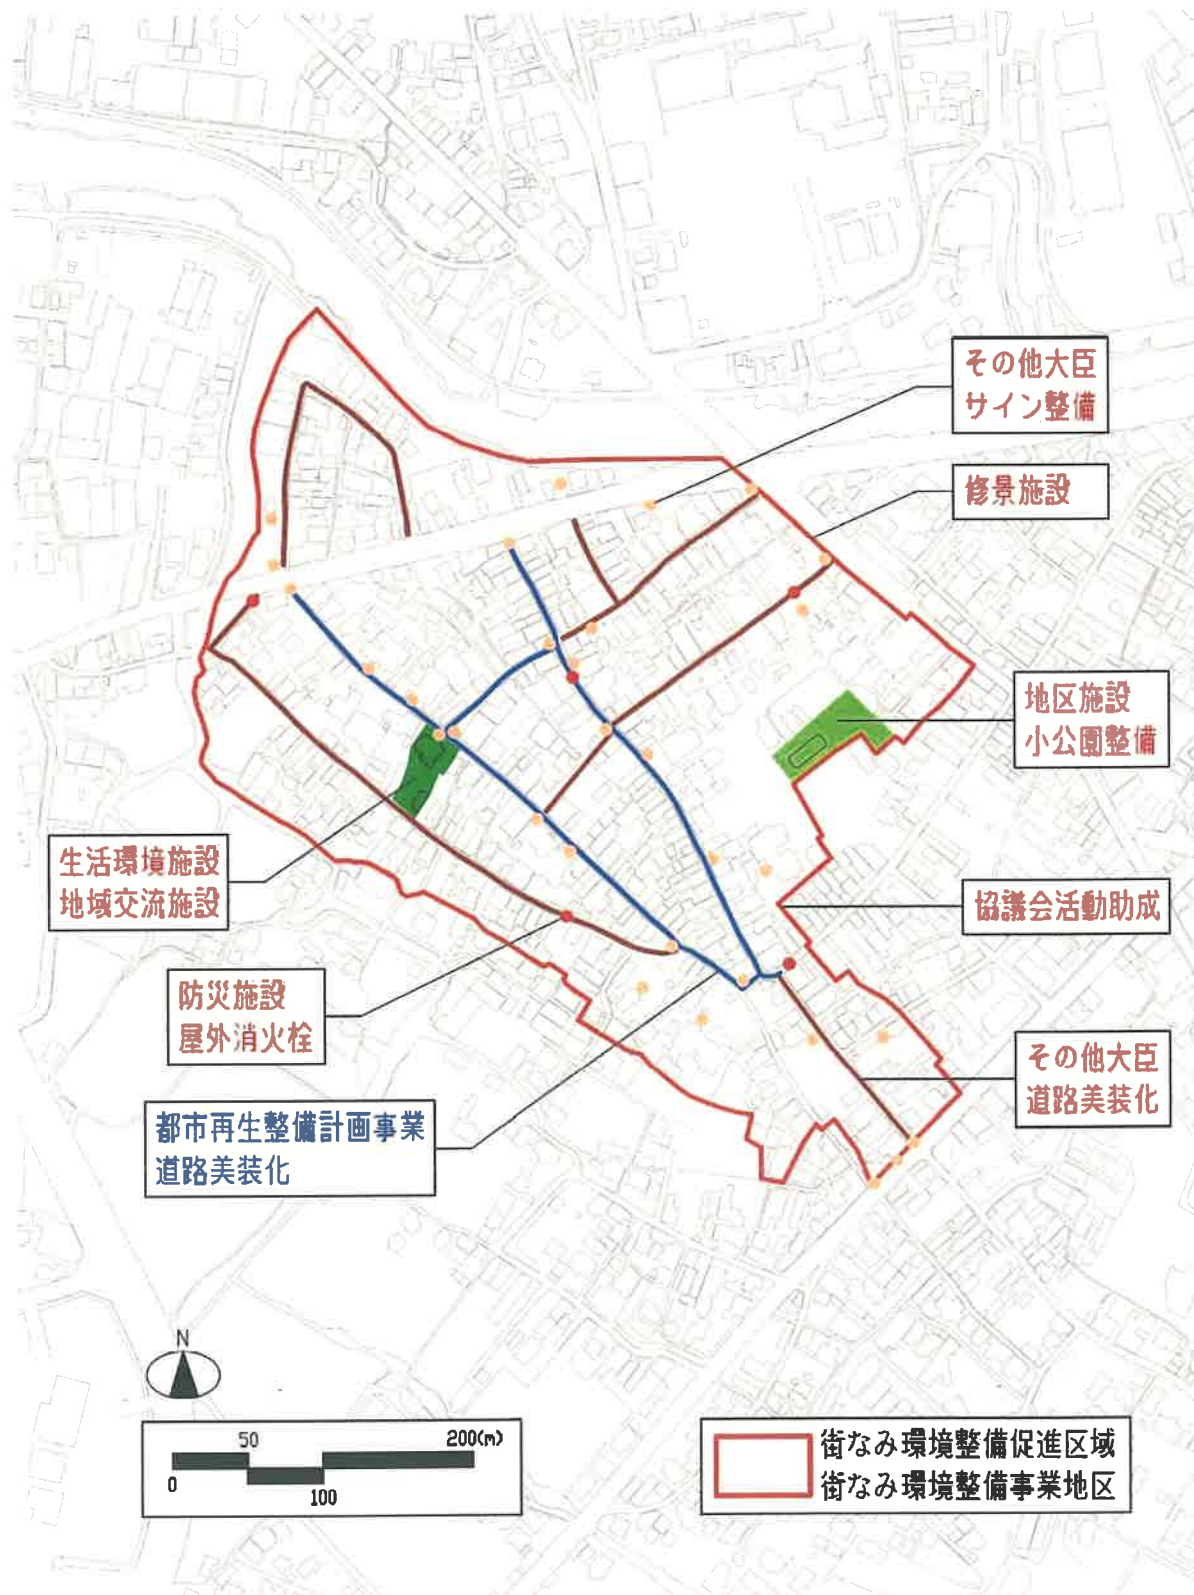 その他大臣
サイン整備
修景施設
地区施設
小公園整備
生活環境施設
地域交流施設
協議会活動助成
防災施設
屋外消火栓
その他大臣
道路美装化
都市再生整備計画事業
道路美装化
N
50
200(m)
0
100
街なみ環境整備促進区域
街なみ環境整備事業地区